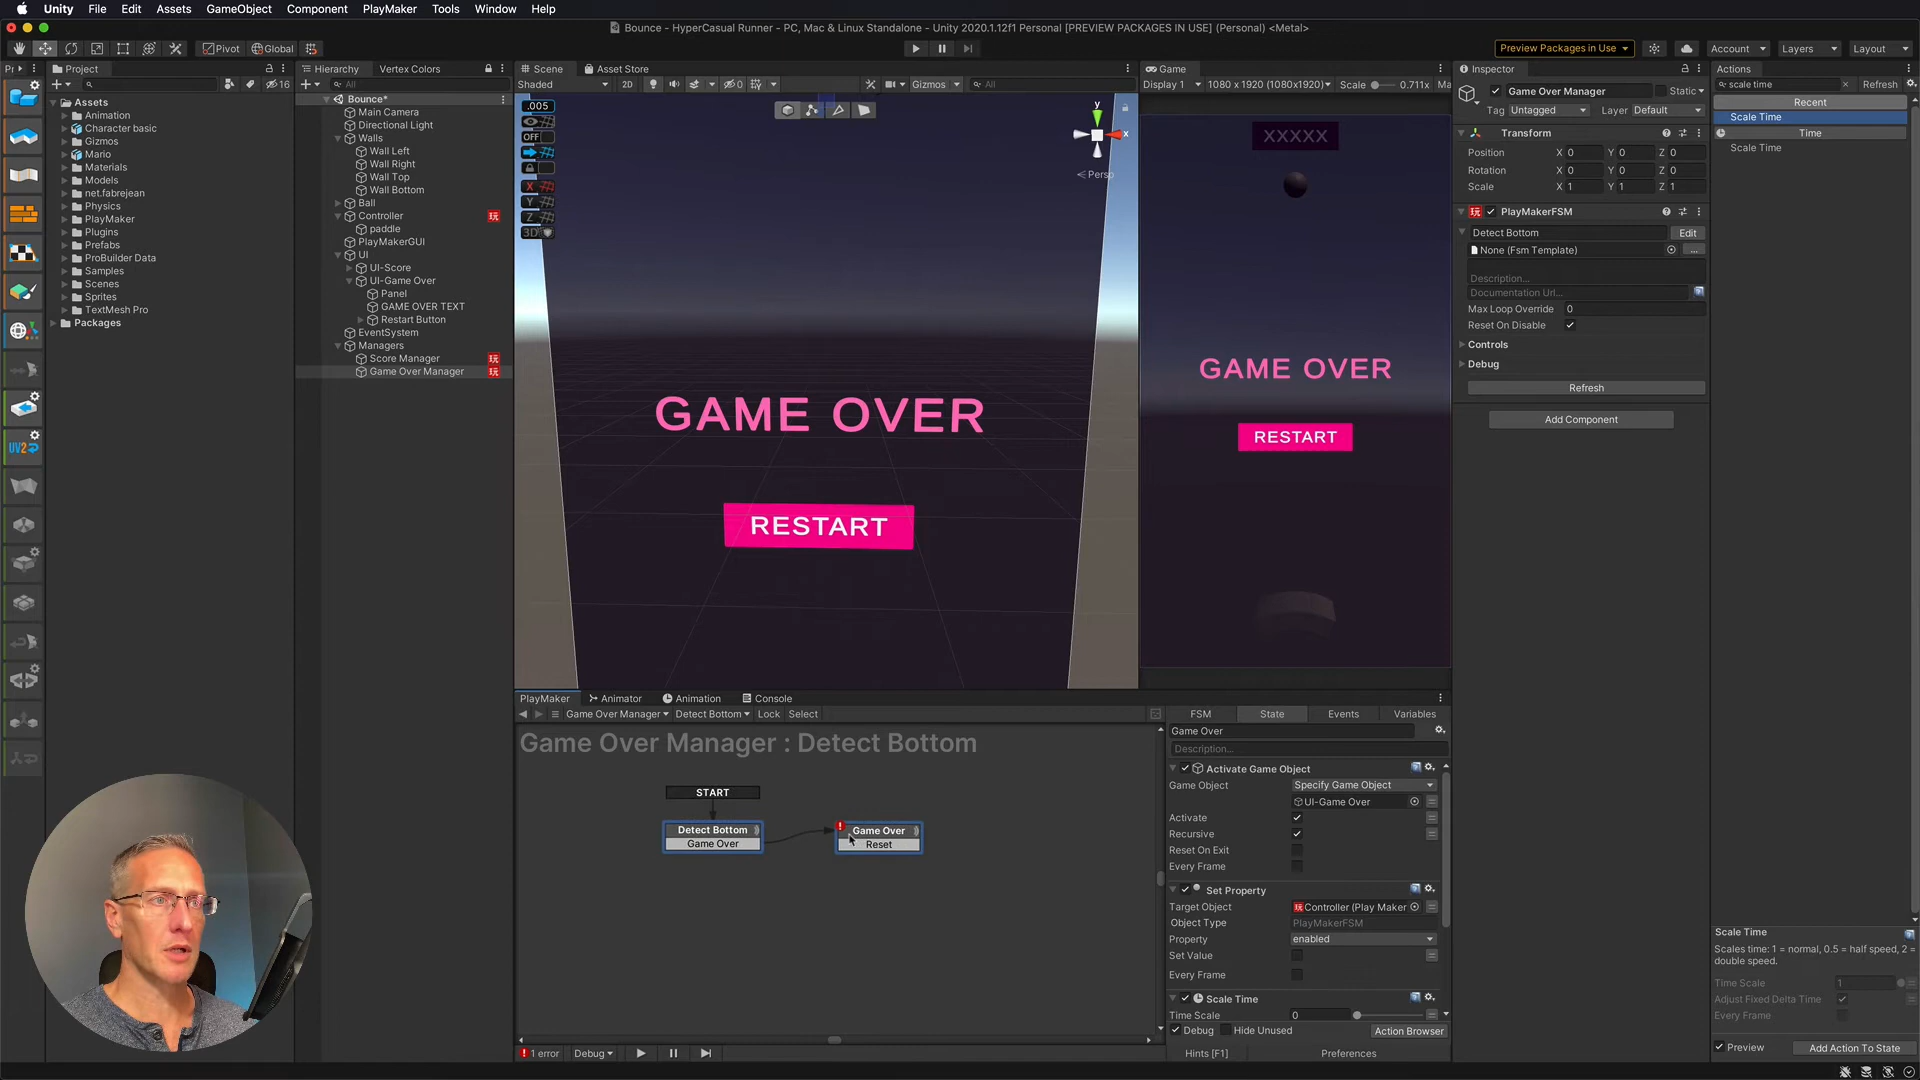 Unity File Edit Assets GameObject Component PlayMaker Tools Window Help
Bounce - HyperCasual Runner - PC, Mac & Linux Standalone - Unity 2020.1.12f1 Personal [PREVIEW PACKAGES IN USE] (Personal) <Metal>
Pivot Global Preview Packages in Use Account Layers Layout
Project
16
Assets
Animation
Character basic
Gizmos
Mario
Materials
Models
net.fabrejean
Physics
PlayMaker
Plugins
Prefabs
ProBuilder Data
Samples
Scenes
Sprites
TextMesh Pro
Packages
UV2
Hierarchy Vertex Colors
All
Bounce*
Main Camera
Directional Light
Walls
Wall Left
Wall Right
Wall Top
Wall Bottom
Ball
Controller
paddle
PlayMakerGUI
UI
UI-Score
UI-Game Over
Panel
GAME OVER TEXT
Restart Button
EventSystem
Managers
Score Manager
Game Over Manager
Scene Asset Store
Shaded 2D 0 Gizmos All
.005
OFF
X
Y
Z
3D
y
x
Persp
GAME OVER
RESTART
Game
Display 1 1080 x 1920 (1080x1920) Scale 0.711x Ma
XXXXX
GAME OVER
RESTART
Inspector
Game Over Manager Static
Tag Untagged Layer Default
Transform
Position X 0 Y 0 Z 0
Rotation X 0 Y 0 Z 0
Scale X 1 Y 1 Z 1
PlayMakerFSM
Detect Bottom Edit
None (Fsm Template) ...
Description...
Documentation Url...
Max Loop Override 0
Reset On Disable
Controls
Debug
Refresh
Add Component
Actions
scale time Refresh
Recent
Scale Time
Time
Scale Time
PlayMaker Animator Animation Console
Game Over Manager Detect Bottom Lock Select
Game Over Manager : Detect Bottom
START
Detect Bottom
Game Over
Game Over
Reset
1 error Debug
FSM State Events Variables
Game Over
Description...
Activate Game Object
Game Object Specify Game Object
UI-Game Over
Activate
Recursive
Reset On Exit
Every Frame
Set Property
Target Object Controller (Play Maker
Object Type PlayMakerFSM
Property enabled
Set Value
Every Frame
Scale Time
Time Scale 0
Debug Hide Unused Action Browser
Hints [F1] Preferences
Scale Time
Scales time: 1 = normal, 0.5 = half speed, 2 =
double speed.
Time Scale 1
Adjust Fixed Delta Time
Every Frame
Preview Add Action To State